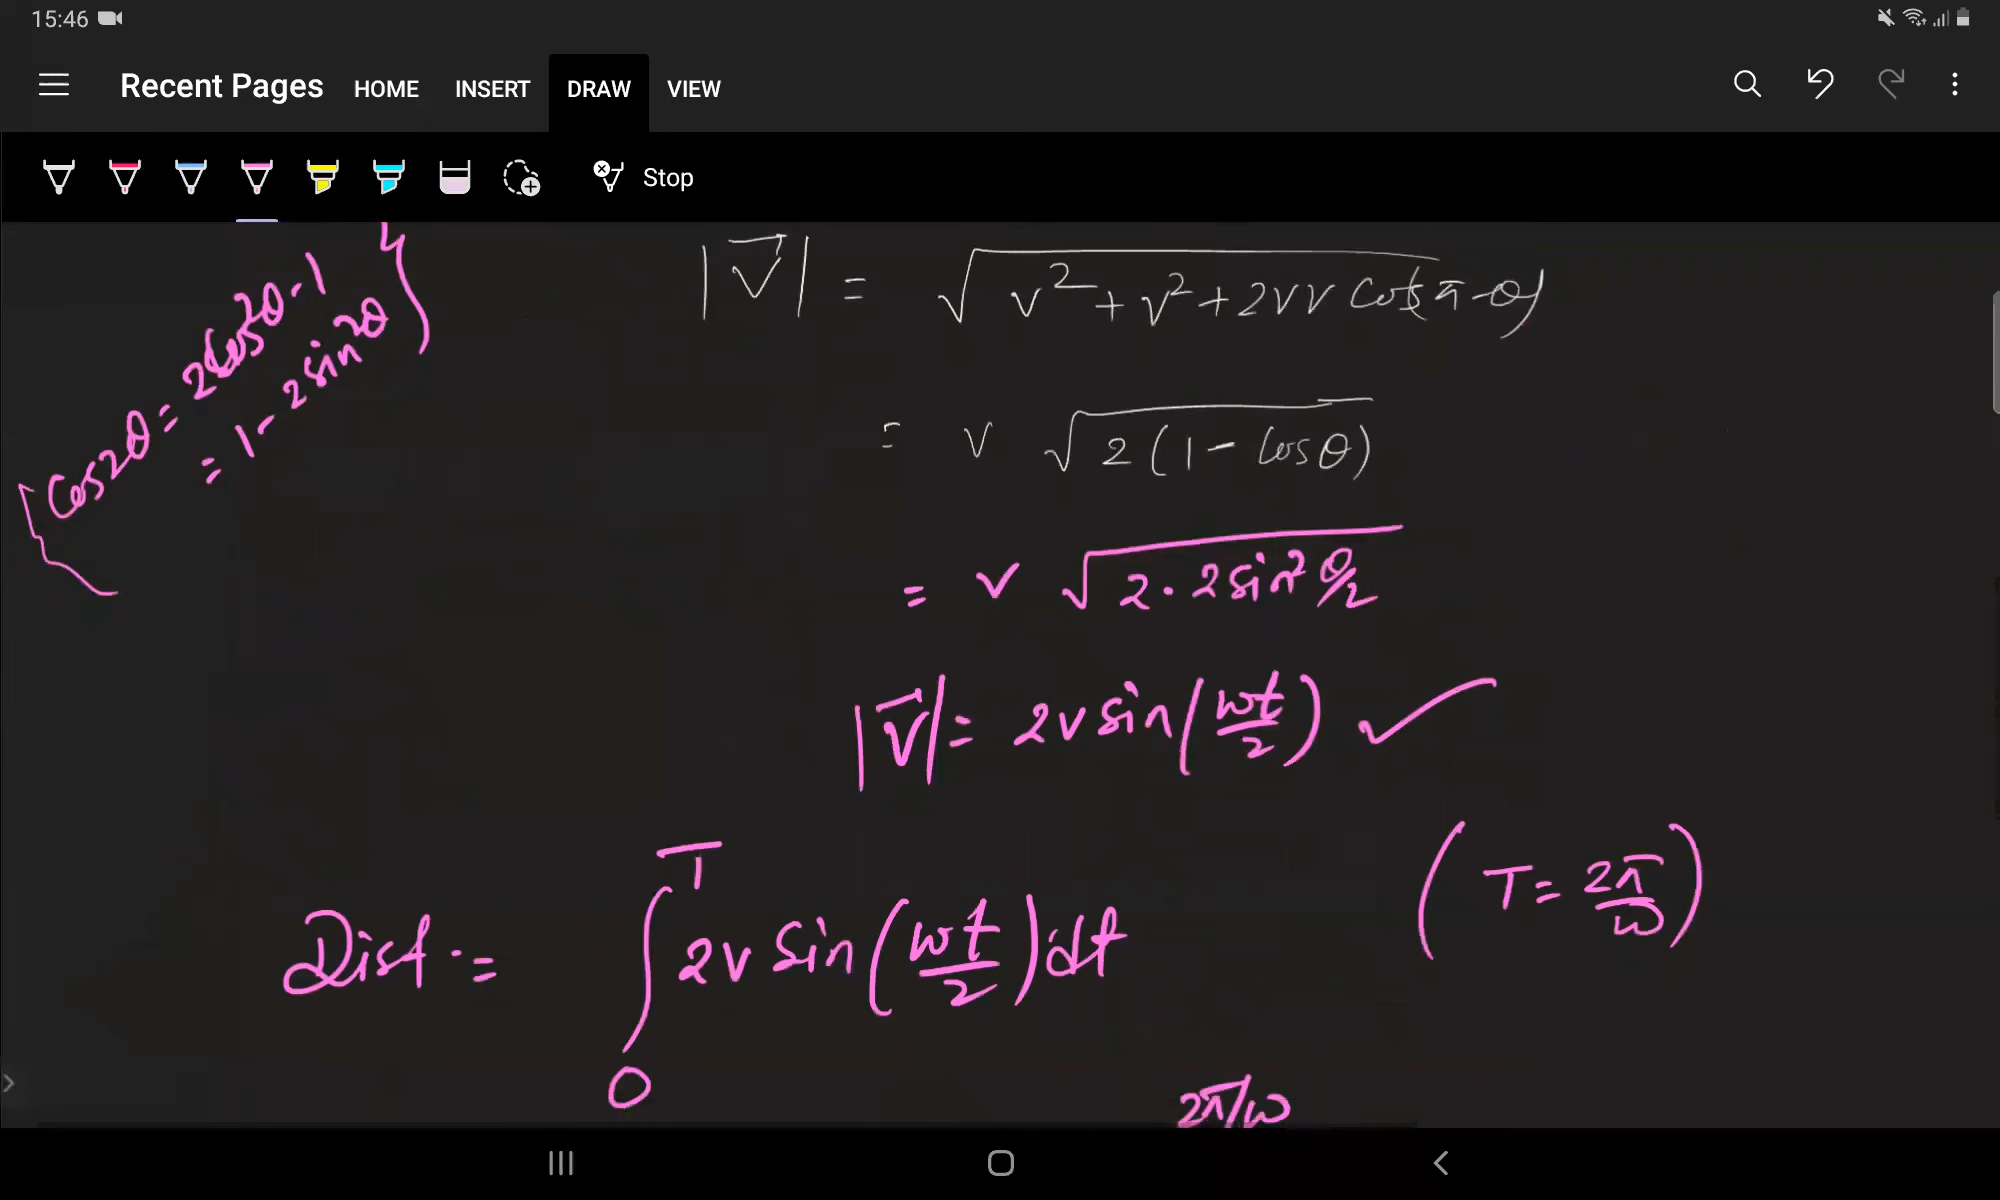 15:46
Recent Pages HOME INSERT DRAW VIEW
Stop
|V⃗| = √(v² + v² + 2vv Cos(π-θ)
= v √(2(1 - Cosθ)
{Cos2θ = 2Cos²θ-1
= 1-2sin²θ}
= v √(2·2sin²θ/2
|V⃗| = 2v sin(ωt/2) ✓
Dist. = ∫₀ᵀ 2v Sin(ωt/2) dt (T = 2π/ω)
2π/ω